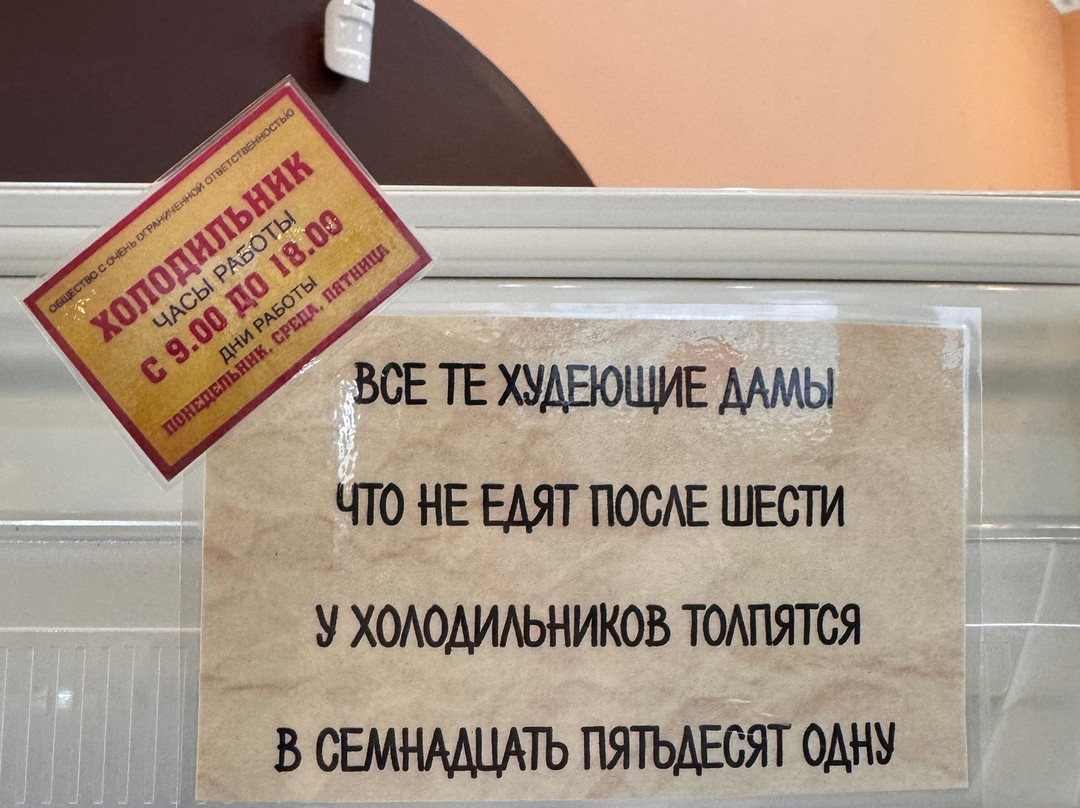 ОБЩЕСТВО С ОЧЕНЬ ОГРАНИЧЕННОЙ ОТВЕТСТВЕННОСТЬЮ
ХОЛОДИЛЬНИК
ЧАСЫ РАБОТЫ
С 9.00 ДО 18.00
ДНИ РАБОТЫ
ПОНЕДЕЛЬНИК, СРЕДА, ПЯТНИЦА
ВСЕ ТЕ ХУДЕЮЩИЕ ДАМЫ
ЧТО НЕ ЕДЯТ ПОСЛЕ ШЕСТИ
У ХОЛОДИЛЬНИКОВ ТОЛПЯТСЯ
В СЕМНАДЦАТЬ ПЯТЬДЕСЯТ ОДНУ